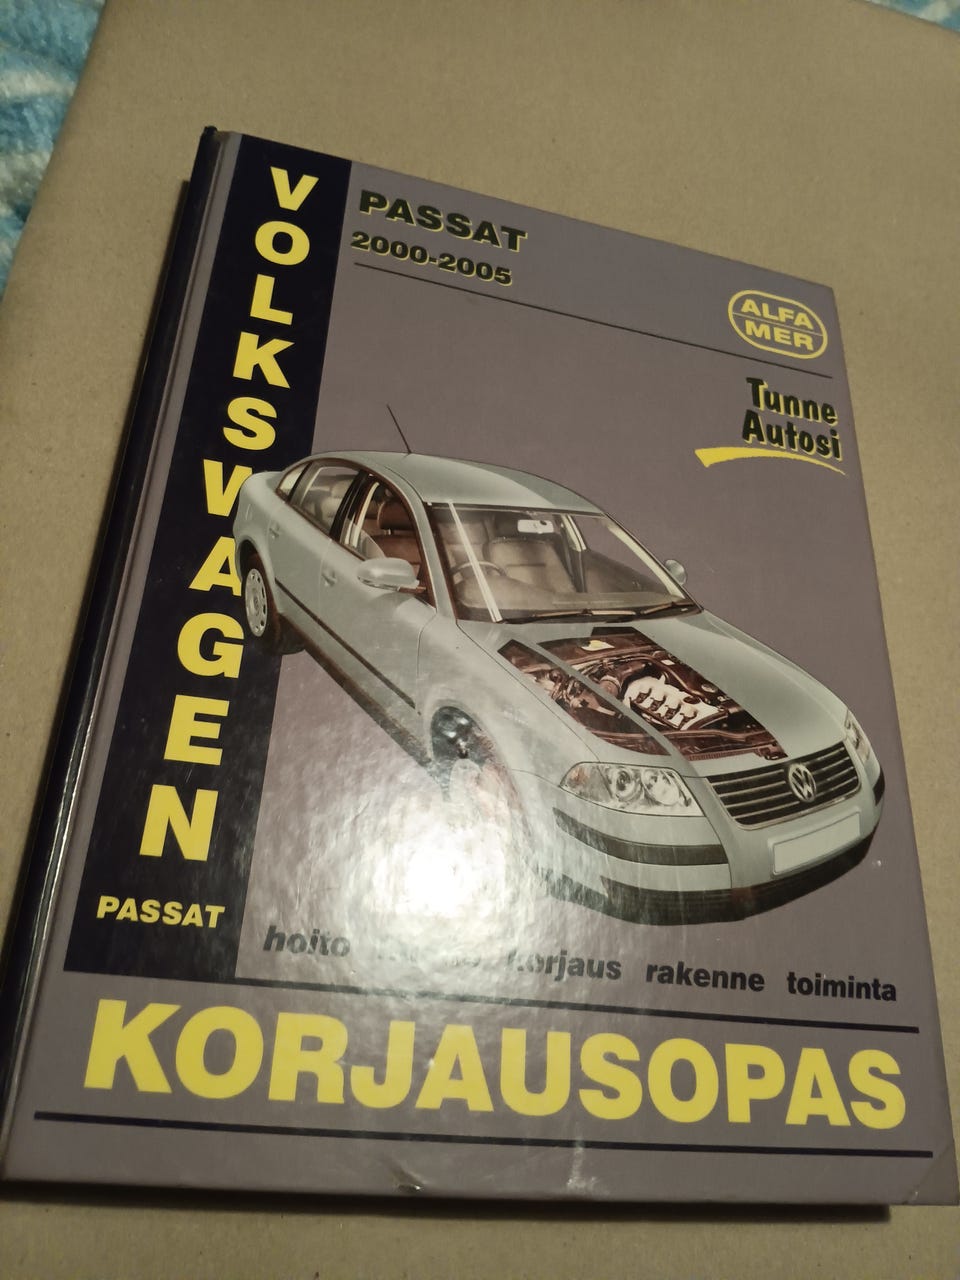 VOLKSWAGEN
PASSAT
PASSAT
2000-2005
ALFA
MER
Tunne
Autosi
hoito korjaus rakenne toiminta
KORJAUSOPAS